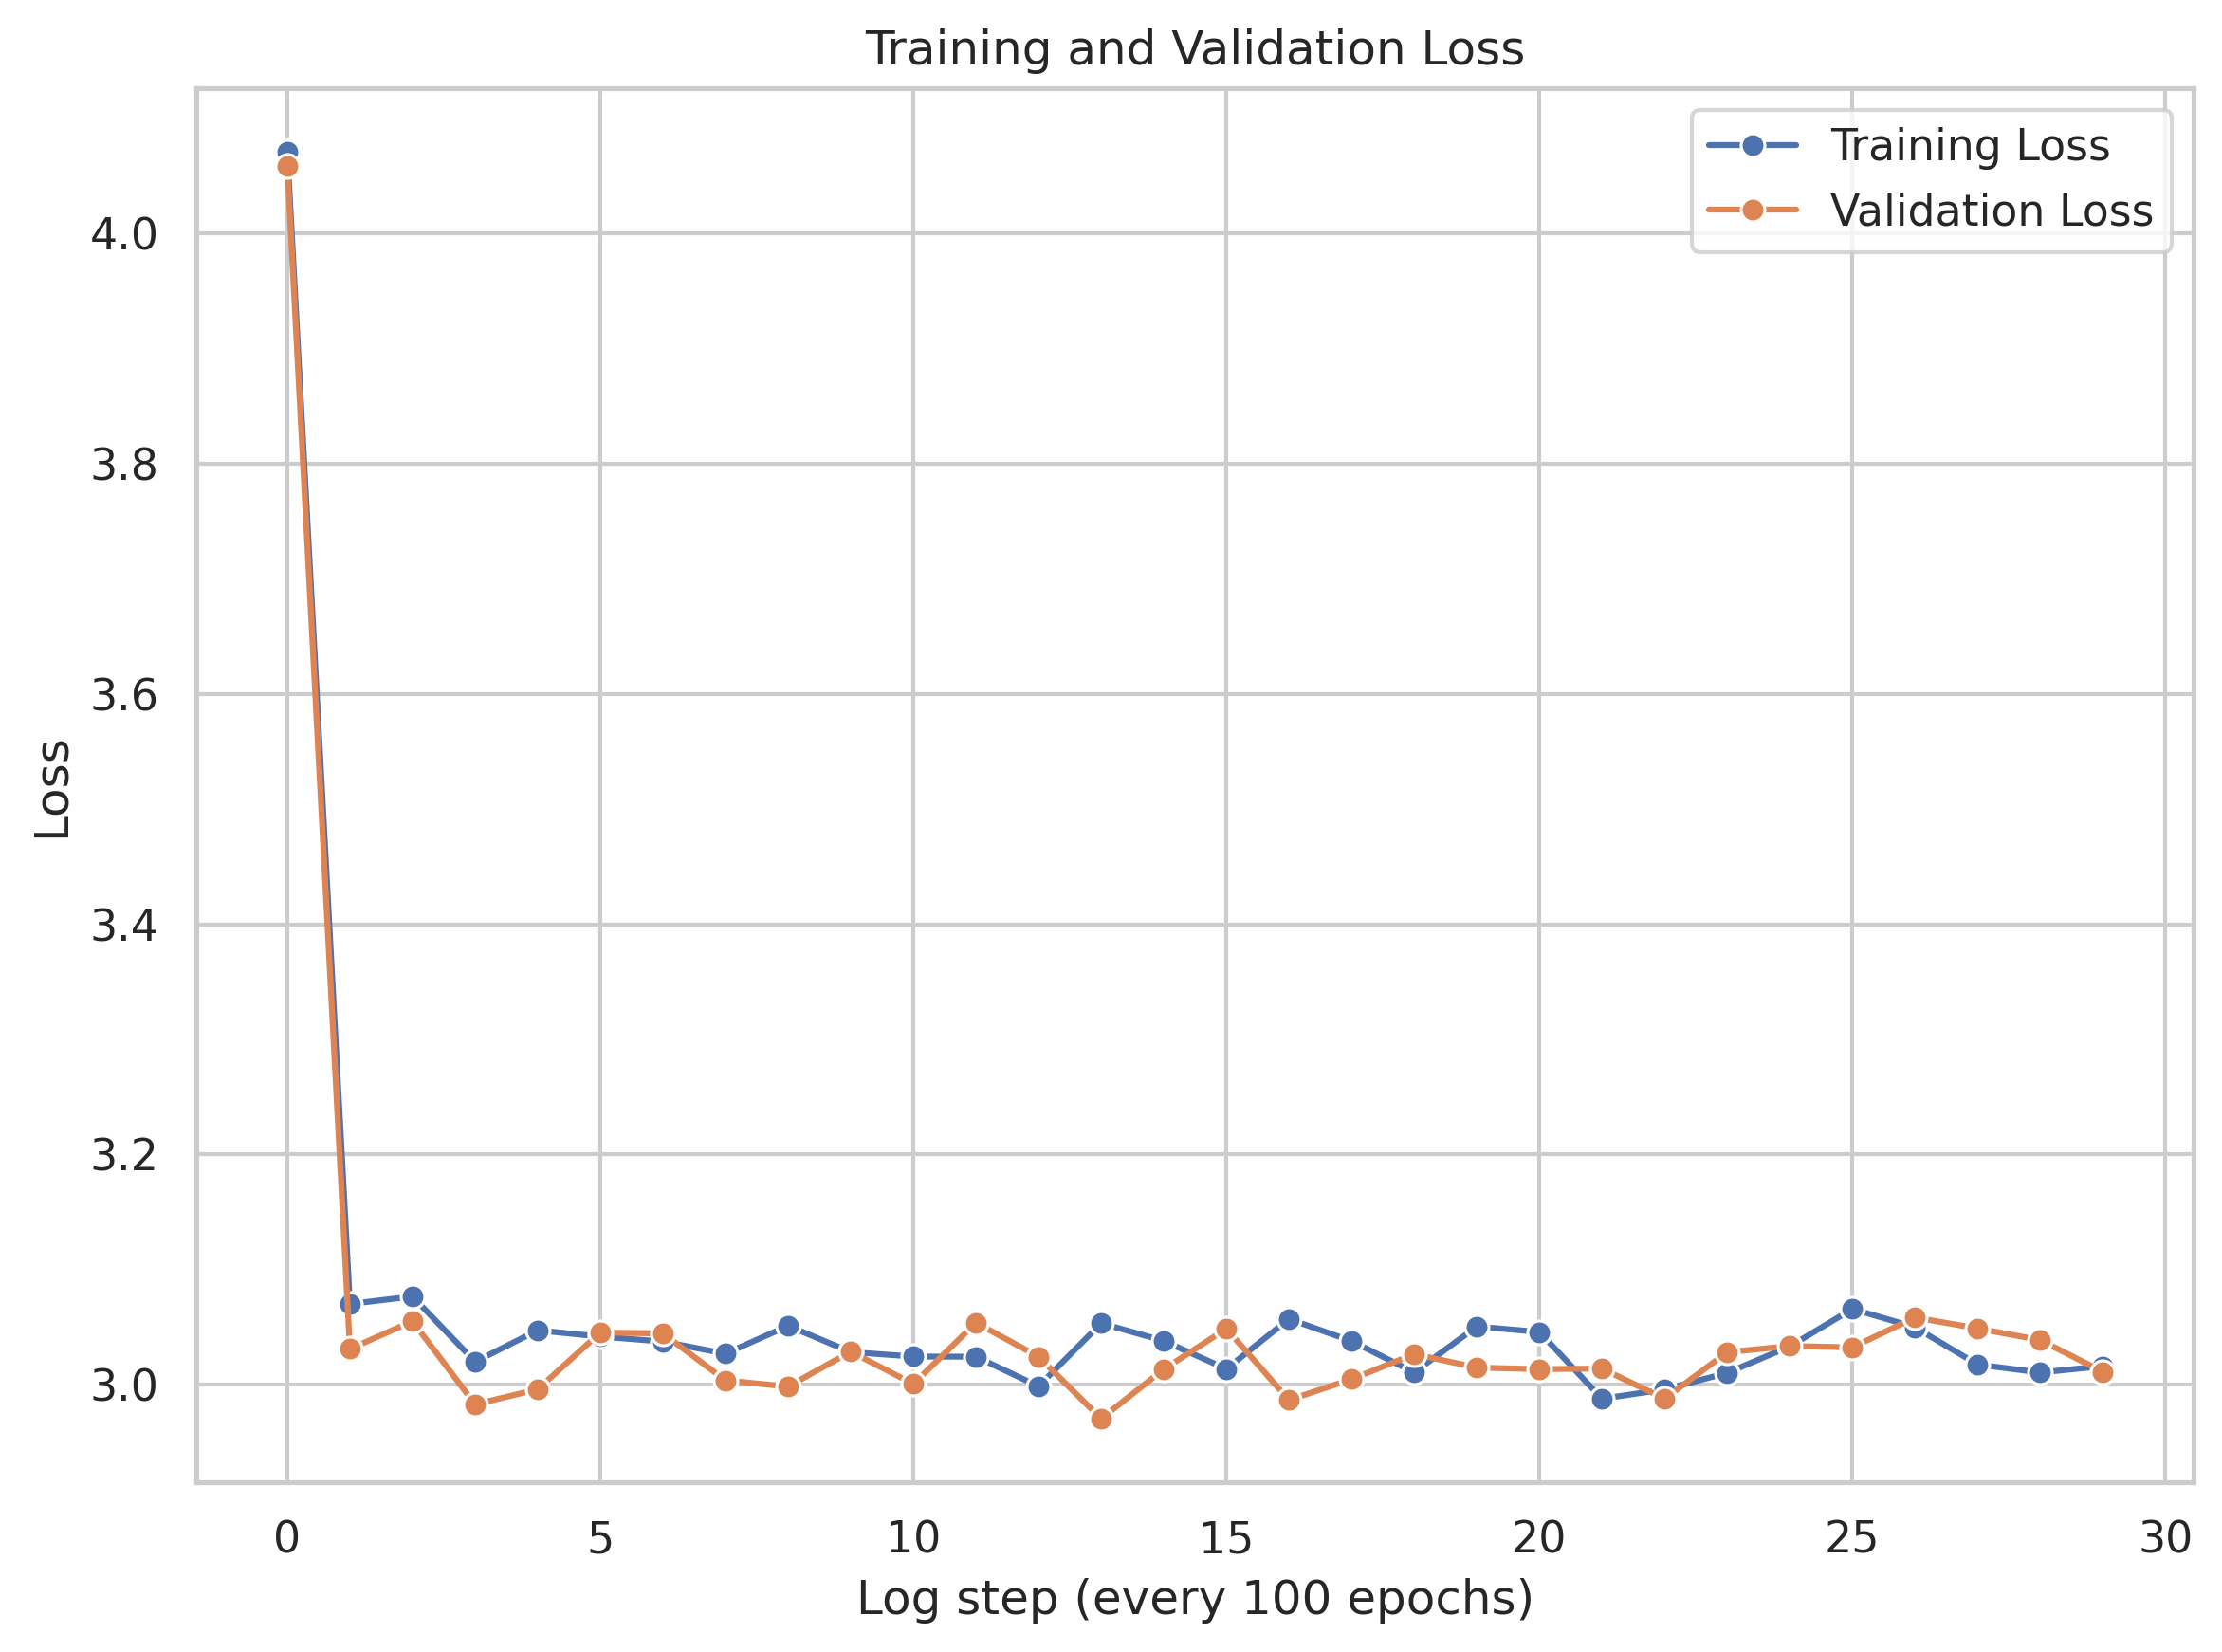 Training and Validation Loss
Training Loss
Validation Loss
4.0
3.8
3.6
3.4
3.2
3.0
Loss
0 5 10 15 20 25 30
Log step (every 100 epochs)